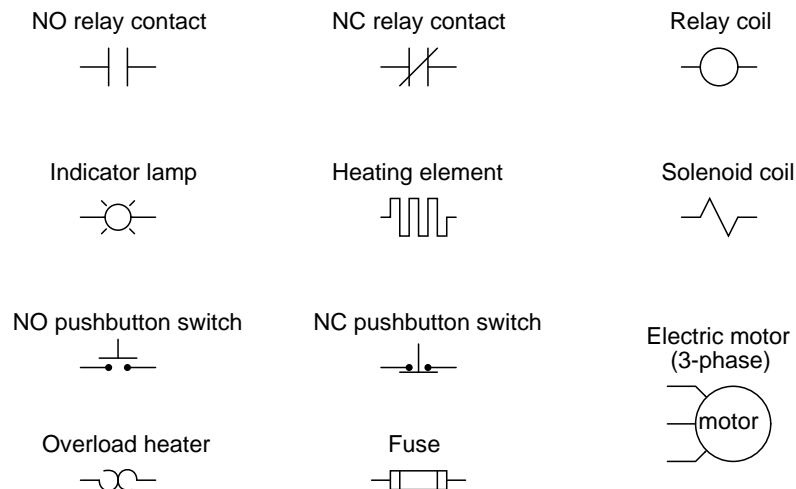 NO relay contact
NC relay contact
Relay coil
Indicator lamp
Heating element
Solenoid coil
NO pushbutton switch
NC pushbutton switch
Electric motor
(3-phase)
motor
Overload heater
Fuse